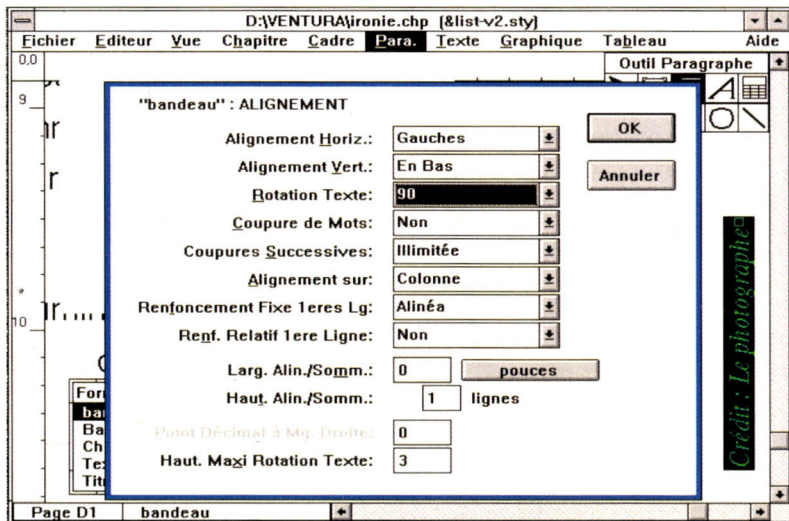 D:\VENTURA\ironie.chp (&list-v2.sty)
Fichier Editeur Vue Chapitre Cadre Para. Texte Graphique Tableau Aide
0,0
Outil Paragraphe
9
"bandeau" : ALIGNEMENT
OK
Annuler
Alignement Horiz.: Gauches
Alignement Vert.: En Bas
Rotation Texte: 90
Coupure de Mots: Non
Coupures Successives: Illimitée
Alignement sur: Colonne
Renfoncement Fixe 1eres Lg: Alinéa
Renf. Relatif 1ere Ligne: Non
Larg. Alin./Somm.: 0 pouces
Haut. Alin./Somm.: 1 lignes
Point Décimal à Mg. Droite: 0
Haut. Maxi Rotation Texte: 3
10
Crédit : Le photographe
Page D1 bandeau